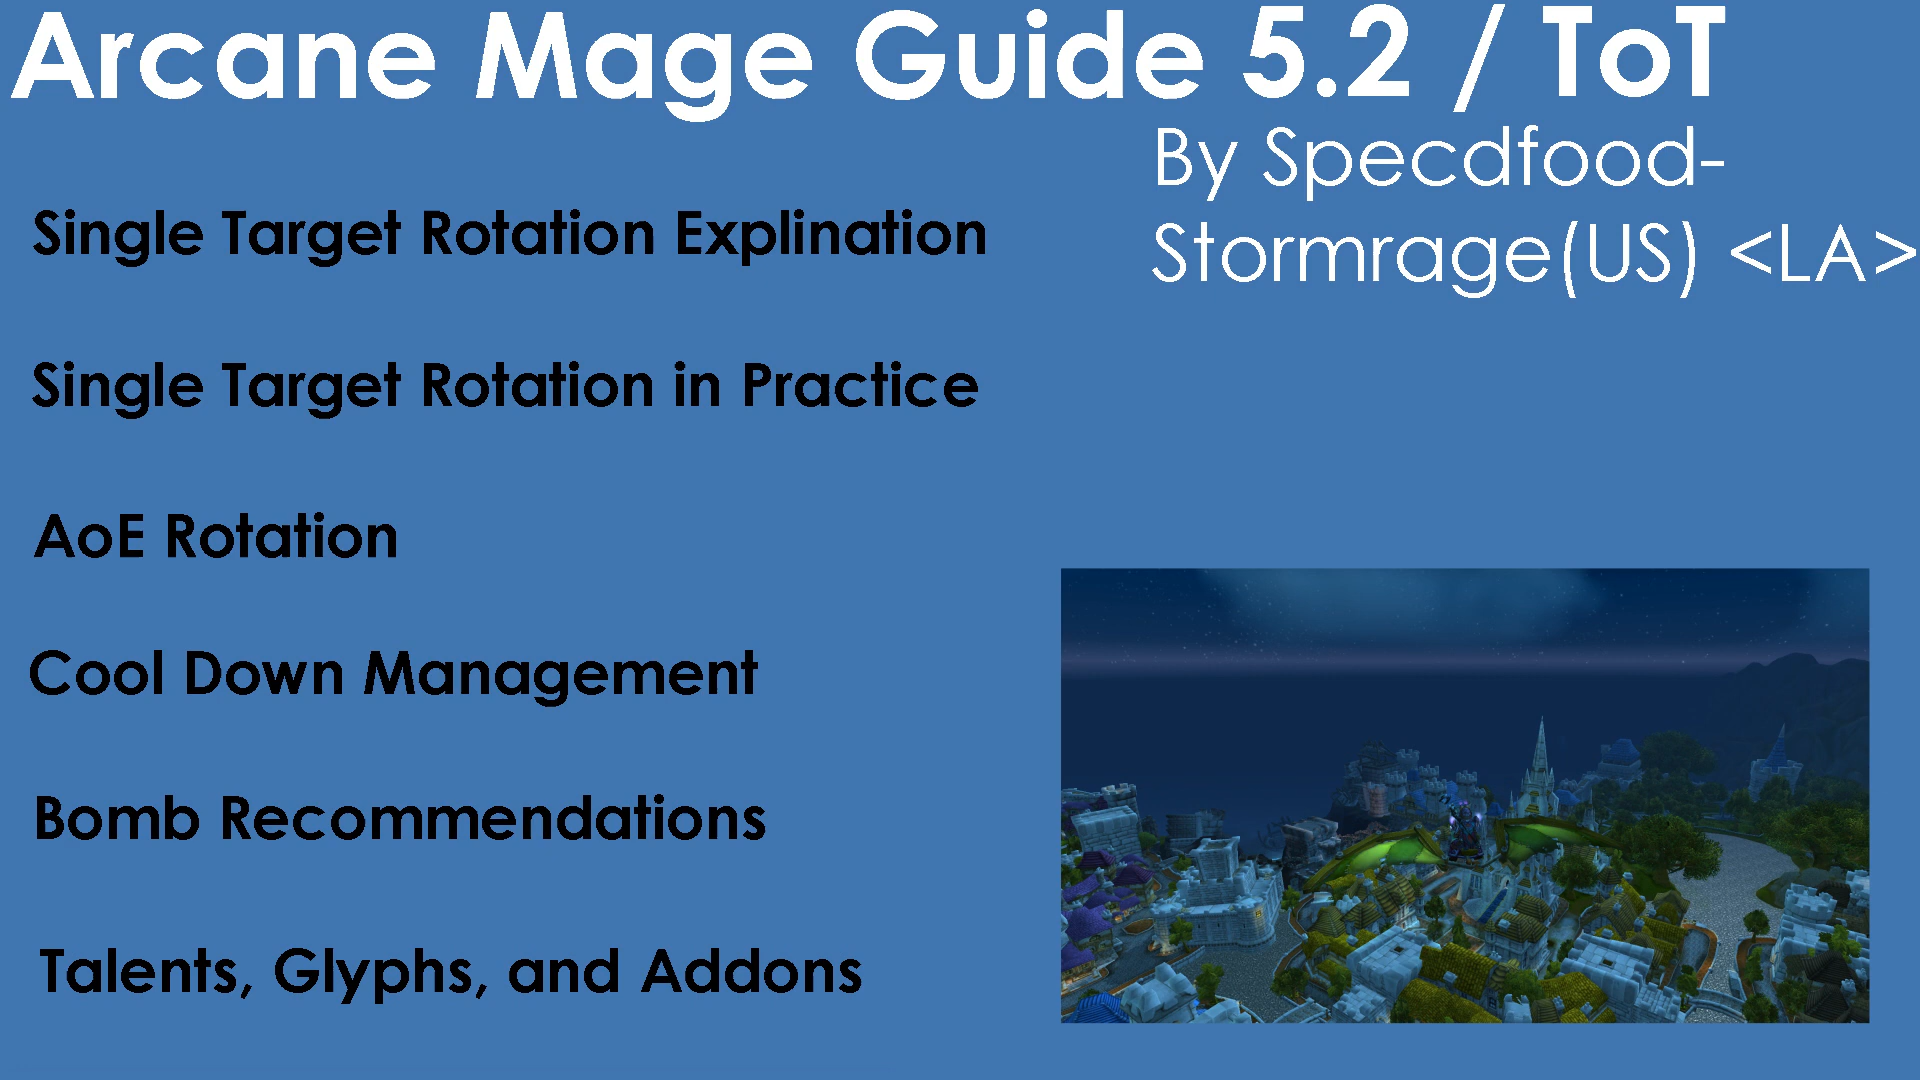 Arcane Mage Guide 5.2 / ToT
By Specdfood-
Stormrage(US) <LA>
Single Target Rotation Explination
Single Target Rotation in Practice
AoE Rotation
Cool Down Management
Bomb Recommendations
Talents, Glyphs, and Addons